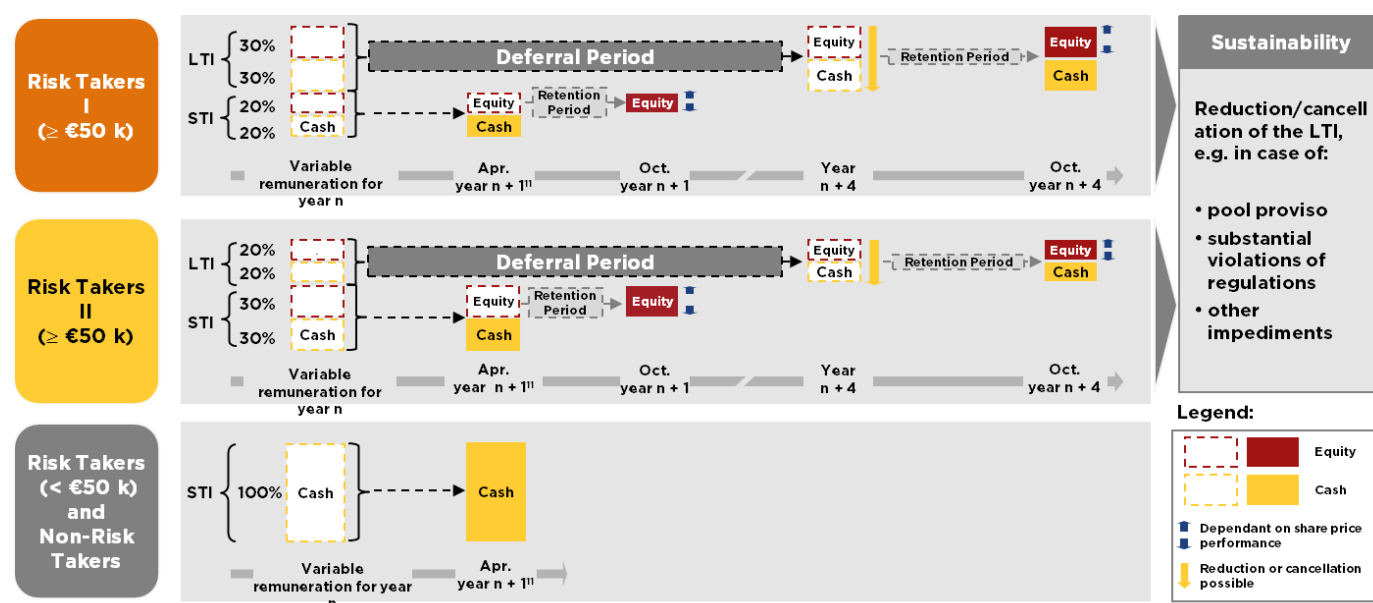 Risk Takers
I
(≥ €50 k)
LTI
30%
30%
STI
20%
20%
Cash
Deferral Period
Equity
Cash
Retention Period
Equity
Cash
Equity
Cash
Retention
Period
Equity
Variable
remuneration for
year n
Apr.
year n + 1¹¹
Oct.
year n + 1
Year
n + 4
Oct.
year n + 4
Risk Takers
II
(≥ €50 k)
LTI
20%
20%
STI
30%
30%
Cash
Deferral Period
Equity
Cash
Retention Period
Equity
Cash
Equity
Cash
Retention
Period
Equity
Variable
remuneration for
year n
Apr.
year n + 1¹¹
Oct.
year n + 1
Year
n + 4
Oct.
year n + 4
Risk Takers
(< €50 k)
and
Non-Risk
Takers
STI
100%
Cash
Cash
Variable
remuneration for year
n
Apr.
year n + 1¹¹
Sustainability
Reduction/cancell
ation of the LTI,
e.g. in case of:
• pool proviso
• substantial
violations of
regulations
• other
impediments
Legend:
Equity
Cash
Dependant on share price
performance
Reduction or cancellation
possible